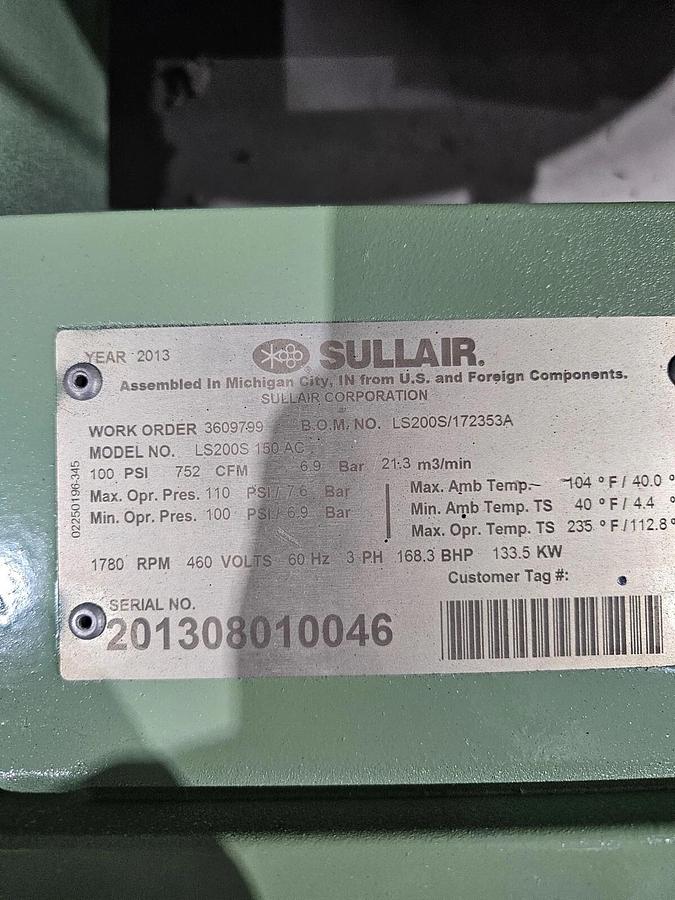 YEAR 2013
SULLAIR.
Assembled In Michigan City, IN from U.S. and Foreign Components.
SULLAIR CORPORATION
WORK ORDER 3609799 B.O.M. NO. LS200S/172353A
MODEL NO. LS200S 150 AC
100 PSI 752 CFM 6.9 Bar 21.3 m3/min
Max. Opr. Pres. 110 PSI/ 7.6 Bar
Min. Opr. Pres. 100 PSI/ 6.9 Bar
Max. Amb Temp. 104 °F/ 40.0 °
Min. Amb Temp. TS 40 °F/ 4.4 °
Max. Opr. Temp. TS 235 °F/ 112.8°
1780 RPM 460 VOLTS 60 Hz 3 PH 168.3 BHP 133.5 KW
Customer Tag #:
SERIAL NO.
201308010046
02250196-345